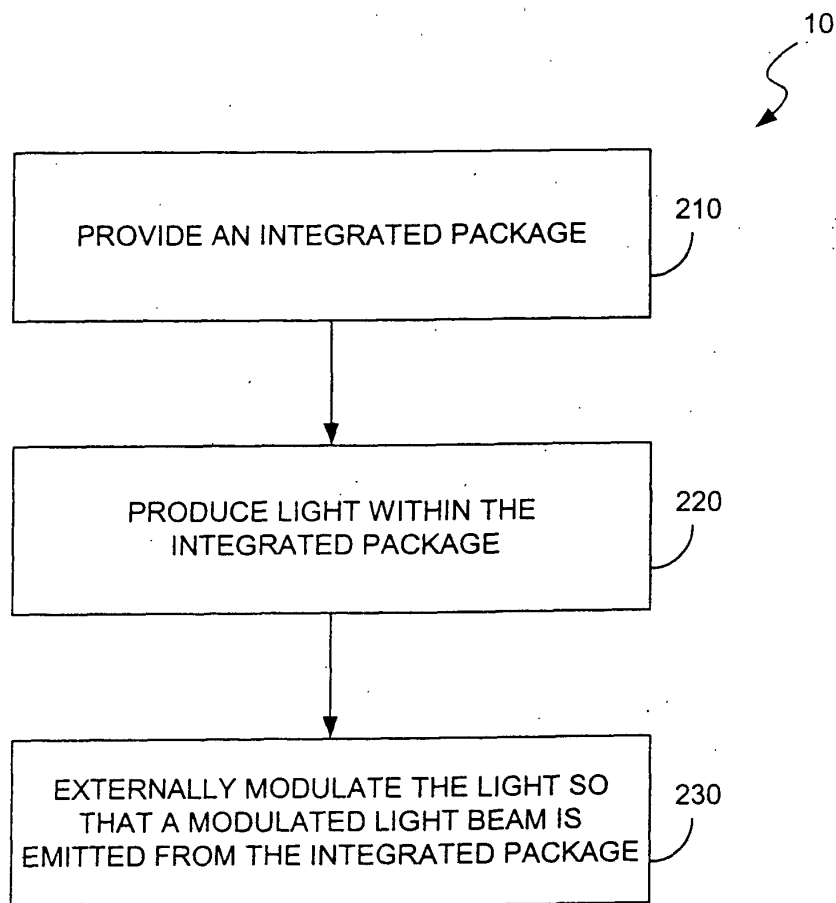 10
PROVIDE AN INTEGRATED PACKAGE
210
PRODUCE LIGHT WITHIN THE
INTEGRATED PACKAGE
220
EXTERNALLY MODULATE THE LIGHT SO
THAT A MODULATED LIGHT BEAM IS
EMITTED FROM THE INTEGRATED PACKAGE
230